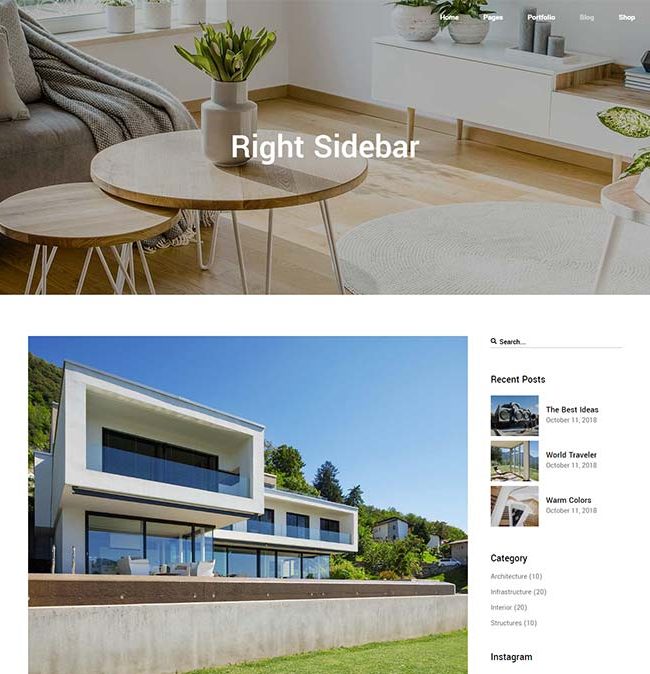 Home Pages Portfolio Blog Shop
Right Sidebar
Search...
Recent Posts
The Best Ideas
October 11, 2018
World Traveler
October 11, 2018
Warm Colors
October 11, 2018
Category
Architecture (10)
Infrastructure (20)
Interior (20)
Structures (10)
Instagram